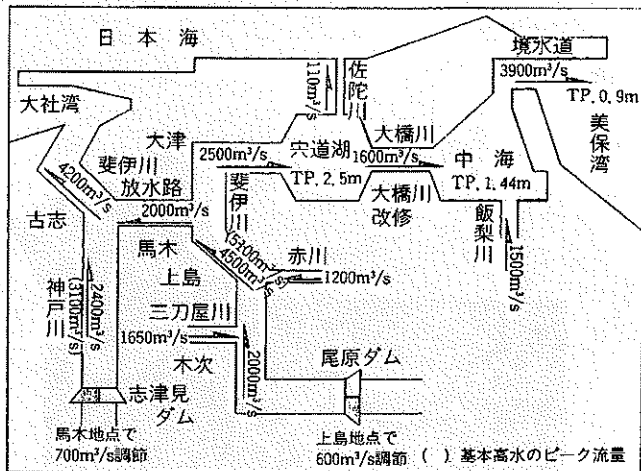 日本海
境水道
3900m³/s
TP.0.9m
美保湾
110m³/s
佐陀川
大社湾
大津
2500m³/s
宍道湖
TP.2.5m
大橋川
1600m³/s
大橋川
改修
中海
TP.1.44m
飯梨川
1500m³/s
斐伊川
放水路
4200m³/s
2000m³/s
古志
馬木
斐伊川
(5100m³/s)
4500m³/s
赤川
1200m³/s
上島
神戸川
(3100m³/s)
2400m³/s
三刀屋川
1650m³/s
木次
2000m³/s
尾原ダム
志津見
ダム
馬木地点で
700m³/s調節
上島地点で
600m³/s調節
( ) 基本高水のピーク流量